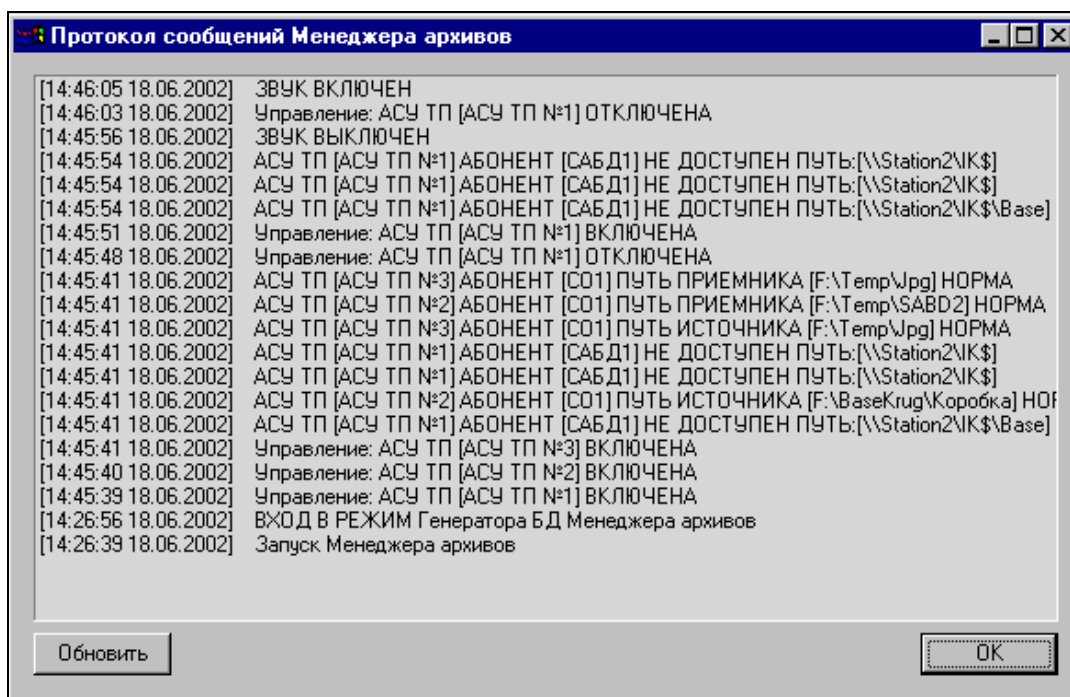 Протокол сообщений Менеджера архивов
[14:46:05 18.06.2002] ЗВУК ВКЛЮЧЕН
[14:46:03 18.06.2002] Управление: АСУ ТП [АСУ ТП №1] ОТКЛЮЧЕНА
[14:45:56 18.06.2002] ЗВУК ВЫКЛЮЧЕН
[14:45:54 18.06.2002] АСУ ТП [АСУ ТП №1] АБОНЕНТ [САБД1] НЕ ДОСТУПЕН ПУТЬ:[\\Station2\IK$]
[14:45:54 18.06.2002] АСУ ТП [АСУ ТП №1] АБОНЕНТ [САБД1] НЕ ДОСТУПЕН ПУТЬ:[\\Station2\IK$]
[14:45:54 18.06.2002] АСУ ТП [АСУ ТП №1] АБОНЕНТ [САБД1] НЕ ДОСТУПЕН ПУТЬ:[\\Station2\IK$\Base]
[14:45:51 18.06.2002] Управление: АСУ ТП [АСУ ТП №1] ВКЛЮЧЕНА
[14:45:48 18.06.2002] Управление: АСУ ТП [АСУ ТП №1] ОТКЛЮЧЕНА
[14:45:41 18.06.2002] АСУ ТП [АСУ ТП №3] АБОНЕНТ [СО1] ПУТЬ ПРИЕМНИКА [F:\Temp\Jpg] НОРМА
[14:45:41 18.06.2002] АСУ ТП [АСУ ТП №2] АБОНЕНТ [СО1] ПУТЬ ПРИЕМНИКА [F:\Temp\SABD2] НОРМА
[14:45:41 18.06.2002] АСУ ТП [АСУ ТП №3] АБОНЕНТ [СО1] ПУТЬ ИСТОЧНИКА [F:\Temp\Jpg] НОРМА
[14:45:41 18.06.2002] АСУ ТП [АСУ ТП №1] АБОНЕНТ [САБД1] НЕ ДОСТУПЕН ПУТЬ:[\\Station2\IK$]
[14:45:41 18.06.2002] АСУ ТП [АСУ ТП №1] АБОНЕНТ [САБД1] НЕ ДОСТУПЕН ПУТЬ:[\\Station2\IK$]
[14:45:41 18.06.2002] АСУ ТП [АСУ ТП №2] АБОНЕНТ [СО1] ПУТЬ ИСТОЧНИКА [F:\BaseKrug\Коробка]
[14:45:41 18.06.2002] АСУ ТП [АСУ ТП №1] АБОНЕНТ [САБД1] НЕ ДОСТУПЕН ПУТЬ:[\\Station2\IK$\Base]
[14:45:41 18.06.2002] Управление: АСУ ТП [АСУ ТП №3] ВКЛЮЧЕНА
[14:45:40 18.06.2002] Управление: АСУ ТП [АСУ ТП №2] ВКЛЮЧЕНА
[14:45:39 18.06.2002] Управление: АСУ ТП [АСУ ТП №1] ВКЛЮЧЕНА
[14:26:56 18.06.2002] ВХОД В РЕЖИМ Генератора БД Менеджера архивов
[14:26:39 18.06.2002] Запуск Менеджера архивов
Обновить
ОК